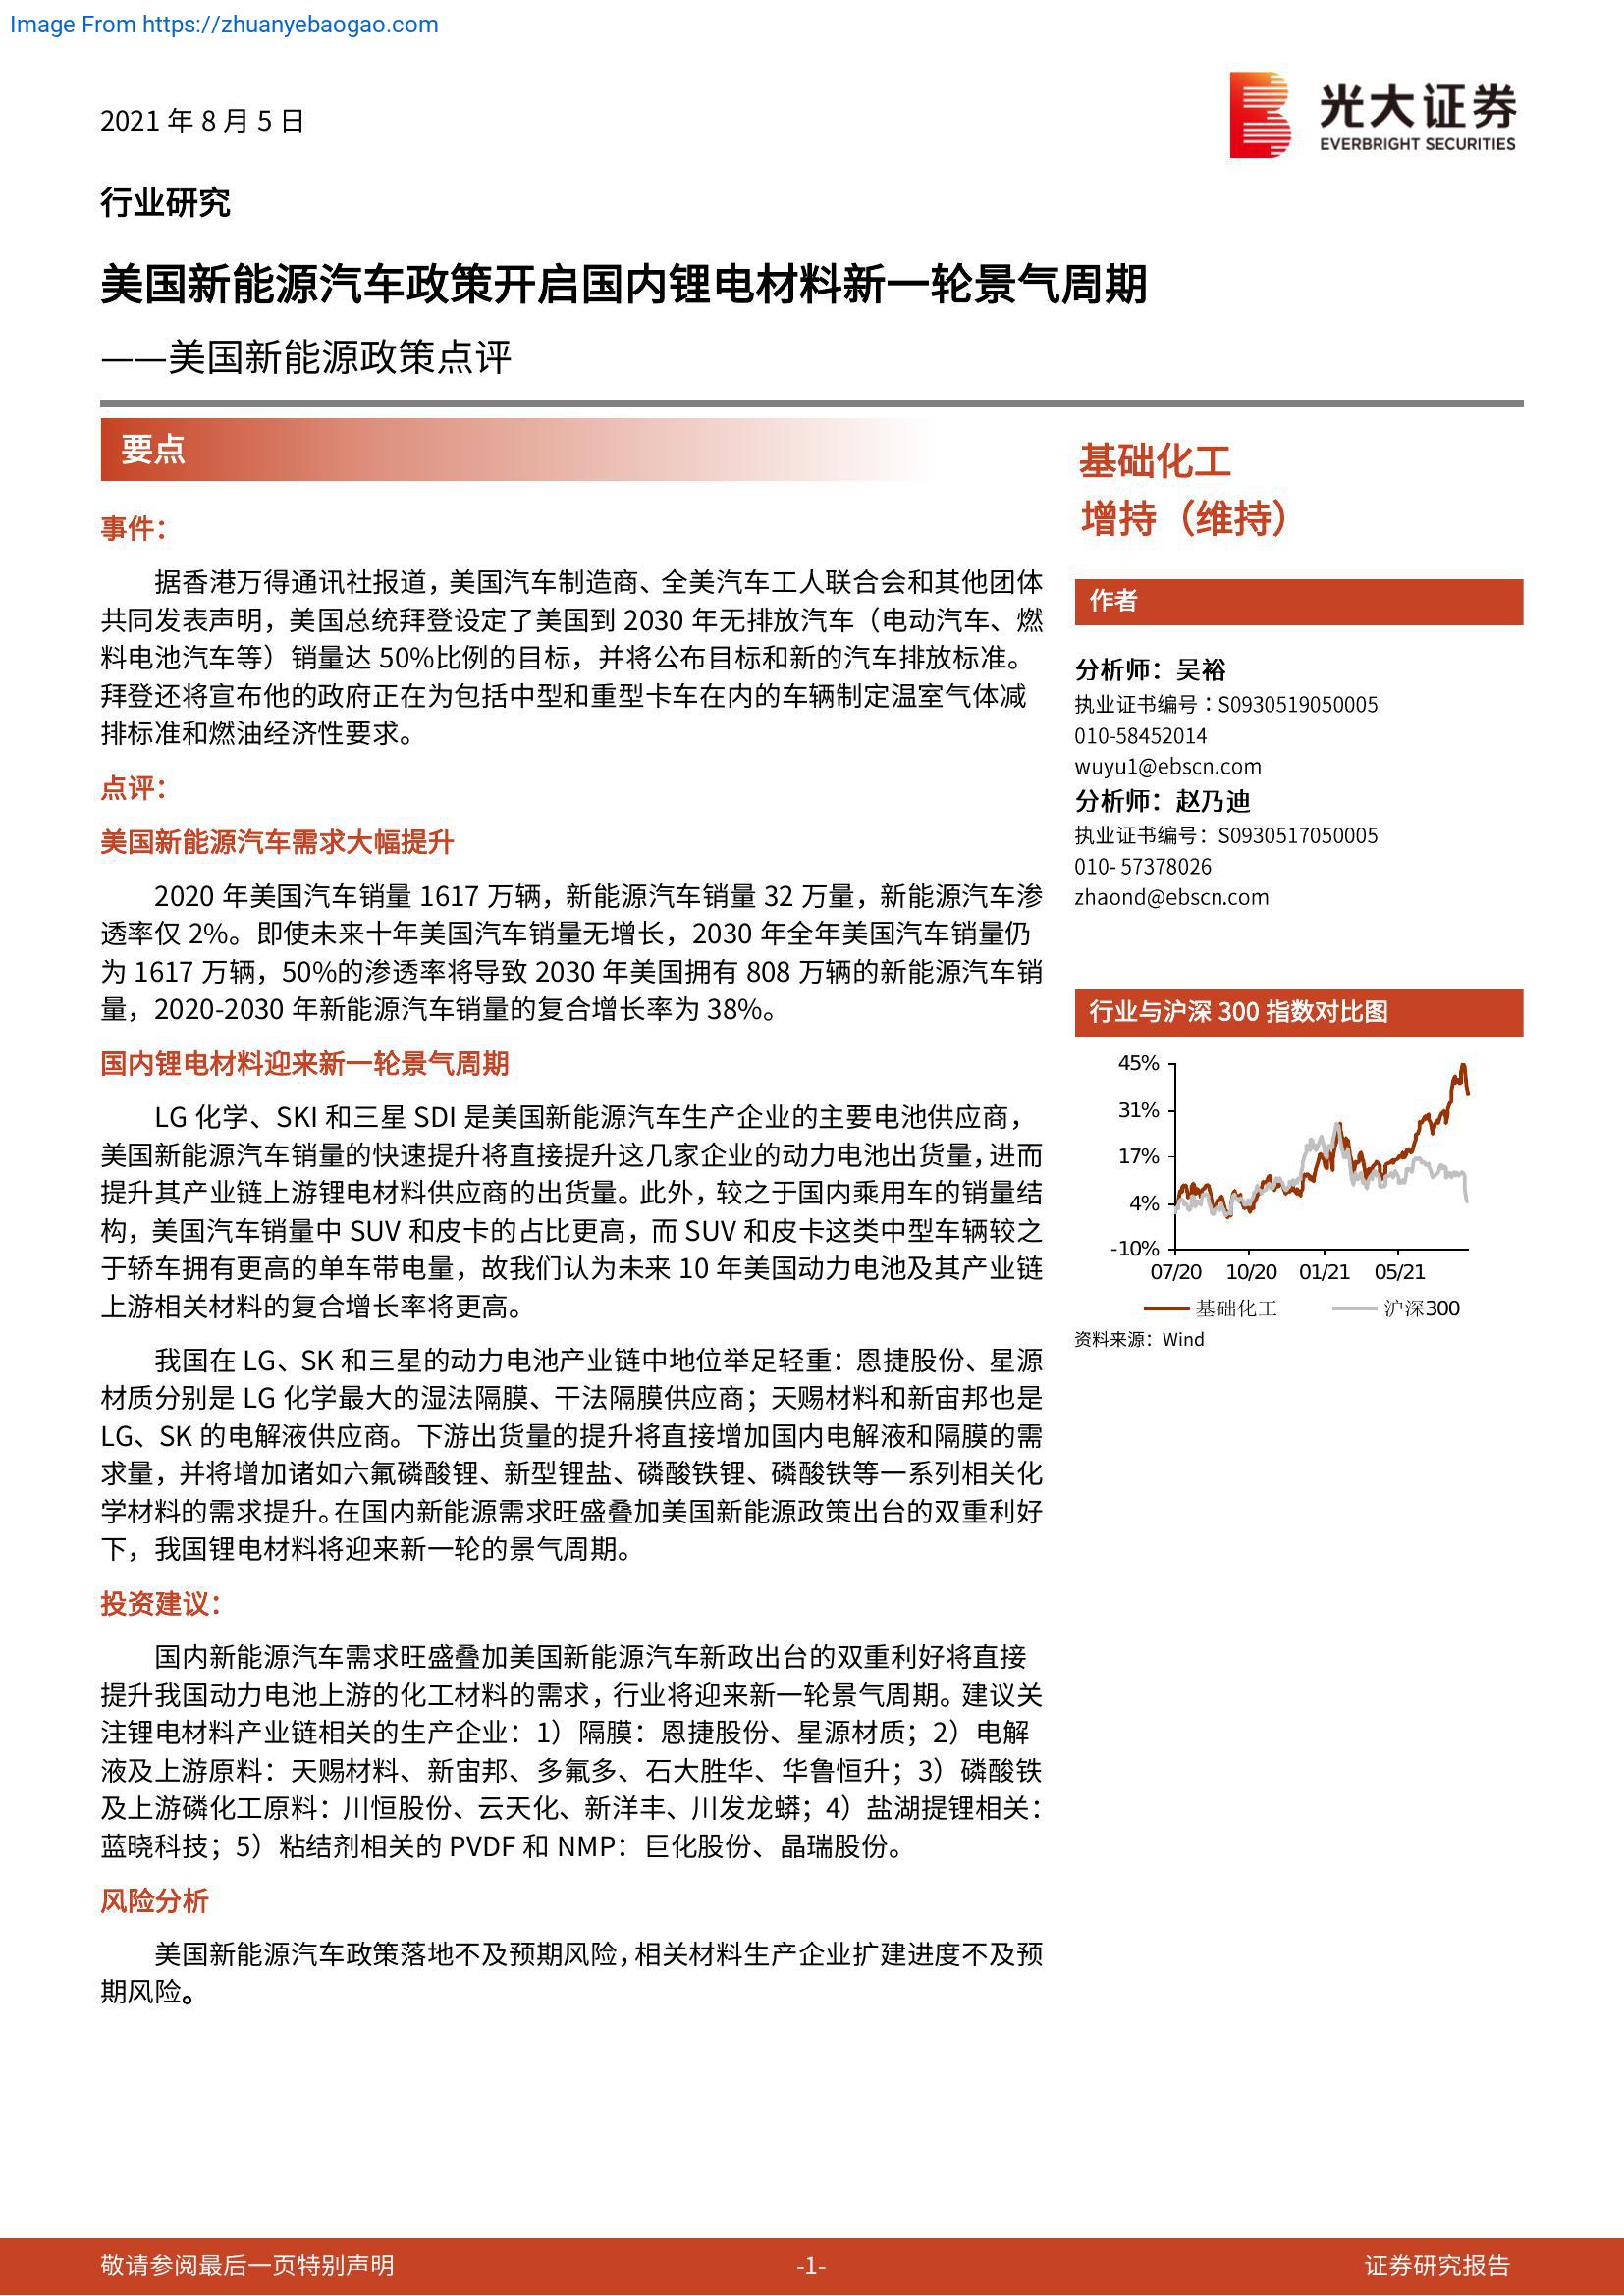 Image From https://zhuanyebaogao.com
2021 年 8 月 5 日
光大证券
EVERBRIGHT SECURITIES
行业研究
美国新能源汽车政策开启国内锂电材料新一轮景气周期
——美国新能源政策点评
要点
事件：
据香港万得通讯社报道，美国汽车制造商、全美汽车工人联合会和其他团体
共同发表声明，美国总统拜登设定了美国到 2030 年无排放汽车（电动汽车、燃
料电池汽车等）销量达 50%比例的目标，并将公布目标和新的汽车排放标准。
拜登还将宣布他的政府正在为包括中型和重型卡车在内的车辆制定温室气体减
排标准和燃油经济性要求。
点评：
美国新能源汽车需求大幅提升
2020 年美国汽车销量 1617 万辆，新能源汽车销量 32 万量，新能源汽车渗
透率仅 2%。即使未来十年美国汽车销量无增长，2030 年全年美国汽车销量仍
为 1617 万辆，50%的渗透率将导致 2030 年美国拥有 808 万辆的新能源汽车销
量，2020-2030 年新能源汽车销量的复合增长率为 38%。
国内锂电材料迎来新一轮景气周期
LG 化学、SKI 和三星 SDI 是美国新能源汽车生产企业的主要电池供应商，
美国新能源汽车销量的快速提升将直接提升这几家企业的动力电池出货量，进而
提升其产业链上游锂电材料供应商的出货量。此外，较之于国内乘用车的销量结
构，美国汽车销量中 SUV 和皮卡的占比更高，而 SUV 和皮卡这类中型车辆较之
于轿车拥有更高的单车带电量，故我们认为未来 10 年美国动力电池及其产业链
上游相关材料的复合增长率将更高。
我国在 LG、SK 和三星的动力电池产业链中地位举足轻重：恩捷股份、星源
材质分别是 LG 化学最大的湿法隔膜、干法隔膜供应商；天赐材料和新宙邦也是
LG、SK 的电解液供应商。下游出货量的提升将直接增加国内电解液和隔膜的需
求量，并将增加诸如六氟磷酸锂、新型锂盐、磷酸铁锂、磷酸铁等一系列相关化
学材料的需求提升。在国内新能源需求旺盛叠加美国新能源政策出台的双重利好
下，我国锂电材料将迎来新一轮的景气周期。
投资建议：
国内新能源汽车需求旺盛叠加美国新能源汽车新政出台的双重利好将直接
提升我国动力电池上游的化工材料的需求，行业将迎来新一轮景气周期。建议关
注锂电材料产业链相关的生产企业：1）隔膜：恩捷股份、星源材质；2）电解
液及上游原料：天赐材料、新宙邦、多氟多、石大胜华、华鲁恒升；3）磷酸铁
及上游磷化工原料：川恒股份、云天化、新洋丰、川发龙蟒；4）盐湖提锂相关：
蓝晓科技；5）粘结剂相关的 PVDF 和 NMP：巨化股份、晶瑞股份。
风险分析
美国新能源汽车政策落地不及预期风险，相关材料生产企业扩建进度不及预
期风险。
基础化工
增持（维持）
作者
分析师：吴裕
执业证书编号：S0930519050005
010-58452014
wuyu1@ebscn.com
分析师：赵乃迪
执业证书编号：S0930517050005
010- 57378026
zhaond@ebscn.com
行业与沪深 300 指数对比图
45%
31%
17%
4%
-10%
07/20 10/20 01/21 05/21
基础化工 沪深300
资料来源：Wind
敬请参阅最后一页特别声明 -1- 证券研究报告